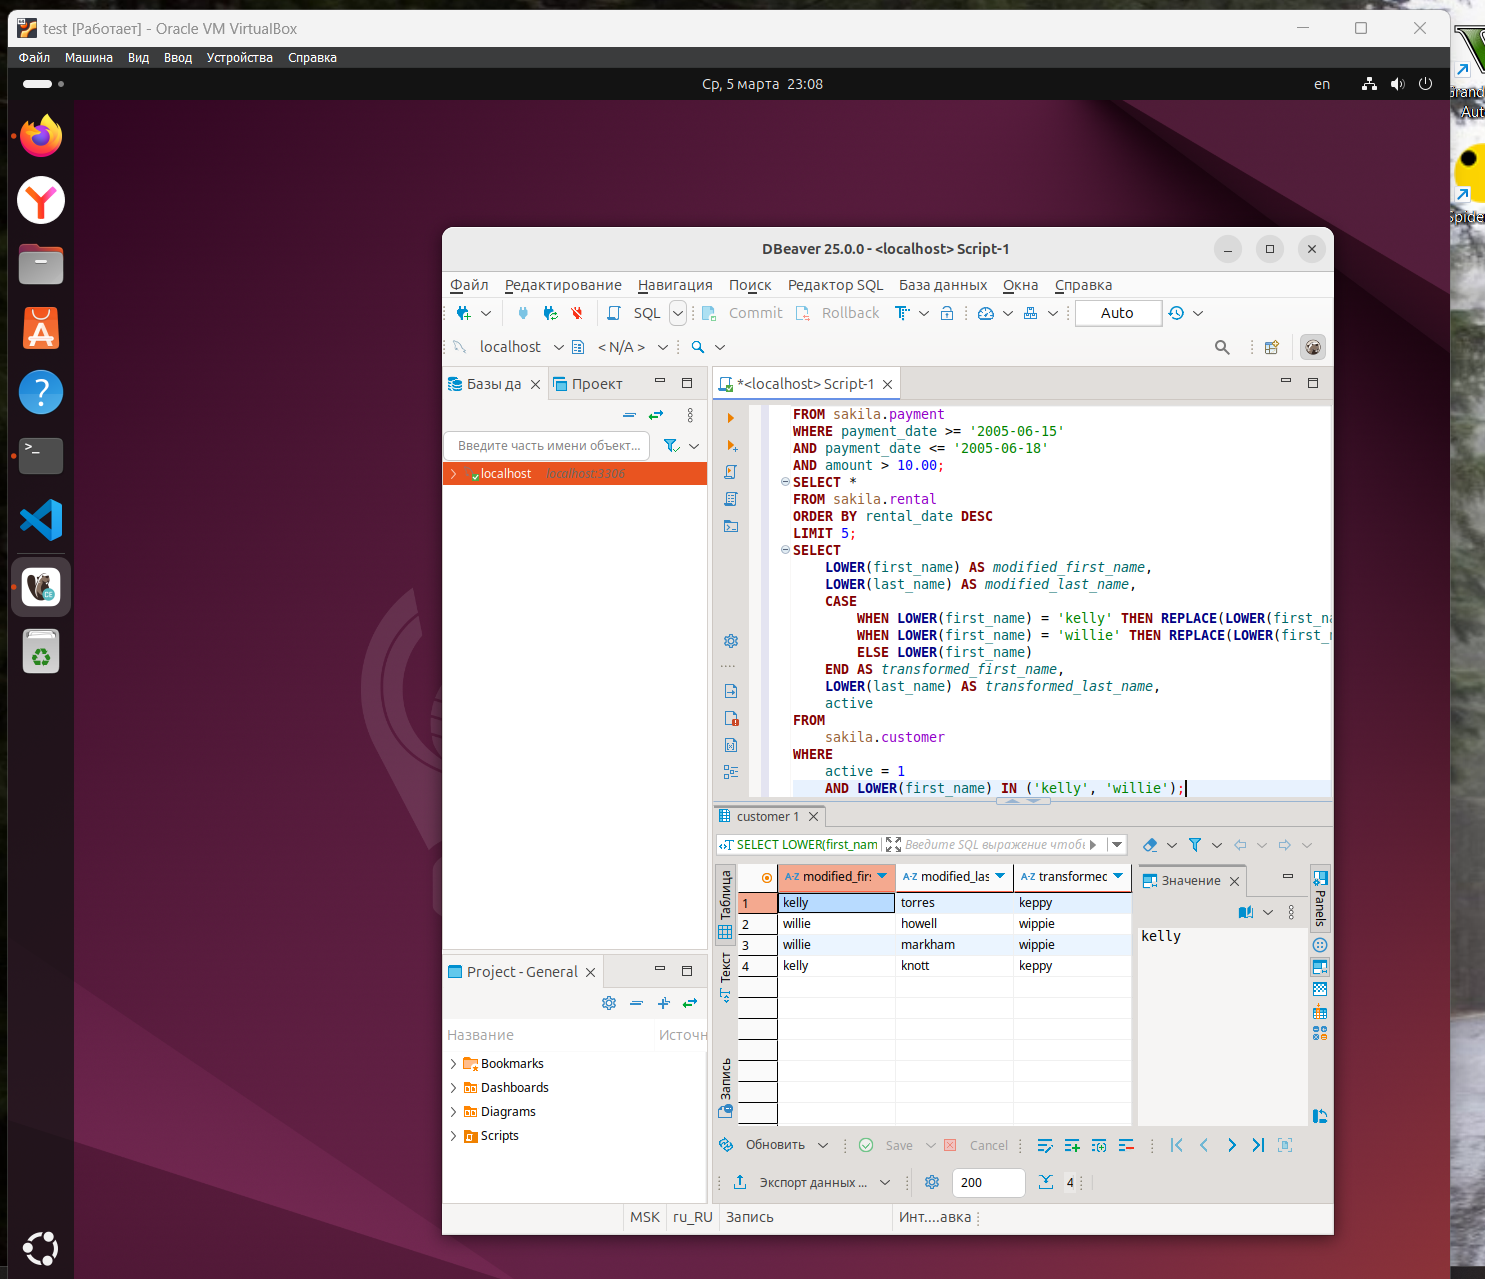 test [Работает] - Oracle VM VirtualBox
Файл Машина Вид Ввод Устройства Справка
Ср, 5 марта 23:08
en
DBeaver 25.0.0 - <localhost> Script-1
Файл Редактирование Навигация Поиск Редактор SQL База данных Окна Справка
SQL Commit Rollback Auto
localhost < N/A >
Базы да
Проект
*<localhost> Script-1
Введите часть имени объект...
localhost localhost:3306
FROM sakila.payment
WHERE payment_date >= '2005-06-15'
AND payment_date <= '2005-06-18'
AND amount > 10.00;
SELECT *
FROM sakila.rental
ORDER BY rental_date DESC
LIMIT 5;
SELECT
LOWER(first_name) AS modified_first_name,
LOWER(last_name) AS modified_last_name,
CASE
WHEN LOWER(first_name) = 'kelly' THEN REPLACE(LOWER(first_na
WHEN LOWER(first_name) = 'willie' THEN REPLACE(LOWER(first_
ELSE LOWER(first_name)
END AS transformed_first_name,
LOWER(last_name) AS transformed_last_name,
active
FROM
sakila.customer
WHERE
active = 1
AND LOWER(first_name) IN ('kelly', 'willie');
customer 1
SELECT LOWER(first_nam
Введите SQL выражение чтобы
Таблица
Текст
Запись
A-Z modified_firs A-Z modified_las A-Z transformed
1 kelly torres keppy
2 willie howell wippie
3 willie markham wippie
4 kelly knott keppy
Значение
kelly
Panels
Project - General
Название Источн
Bookmarks
Dashboards
Diagrams
Scripts
Обновить Save Cancel
Экспорт данных ... 200 4
MSK ru_RU Запись Инт....авка
Grand
Aut
Spide